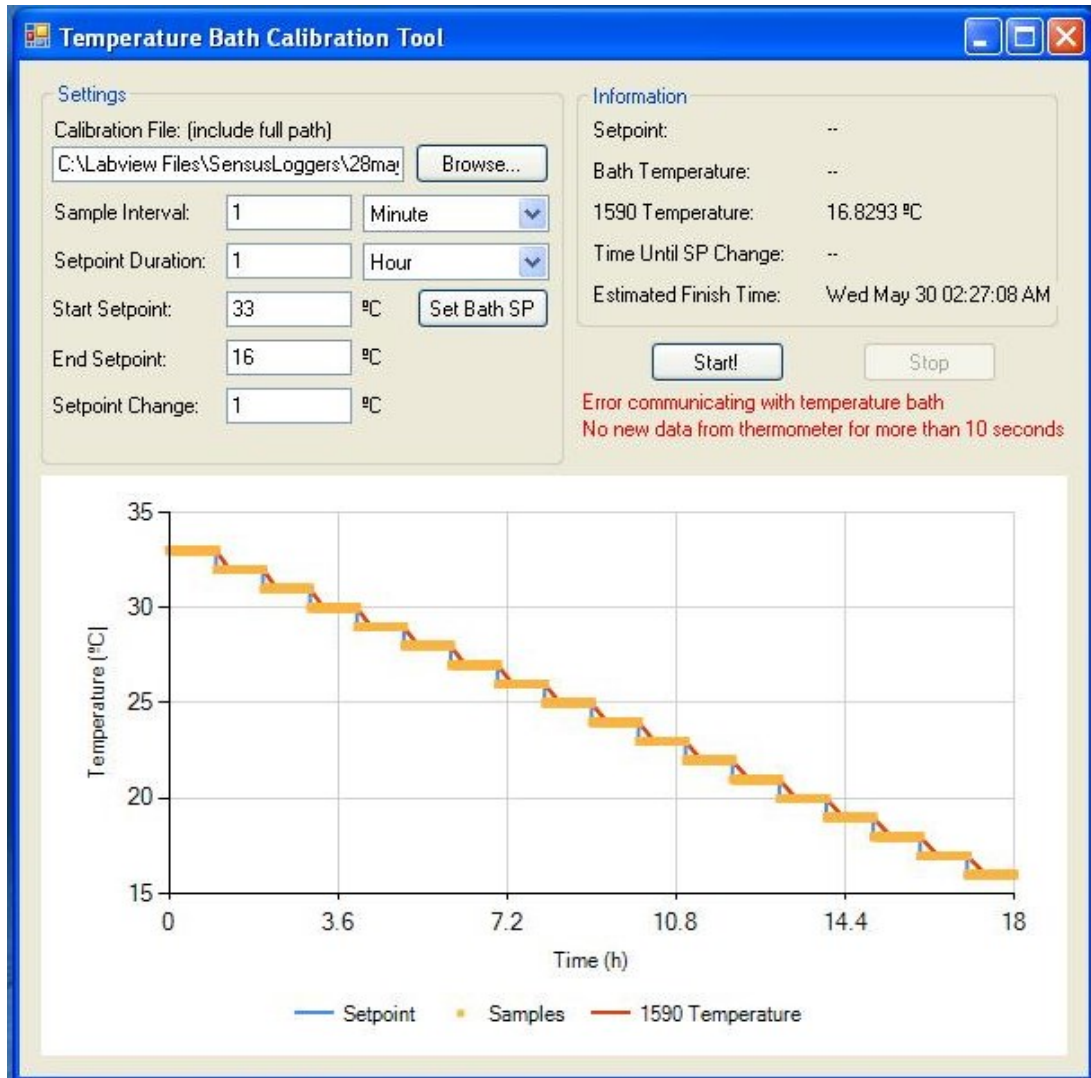 Temperature Bath Calibration Tool
Settings
Calibration File: (include full path)
C:\Labview Files\SensusLoggers\28may
Browse...
Sample Interval:
1
Minute
Setpoint Duration:
1
Hour
Start Setpoint:
33
ºC
Set Bath SP
End Setpoint:
16
ºC
Setpoint Change:
1
ºC
Information
Setpoint:
--
Bath Temperature:
--
1590 Temperature:
16.8293 ºC
Time Until SP Change:
--
Estimated Finish Time:
Wed May 30 02:27:08 AM
Start!
Stop
Error communicating with temperature bath
No new data from thermometer for more than 10 seconds
Temperature (ºC)
35
30
25
20
15
0
3.6
7.2
10.8
14.4
18
Time (h)
Setpoint
Samples
1590 Temperature